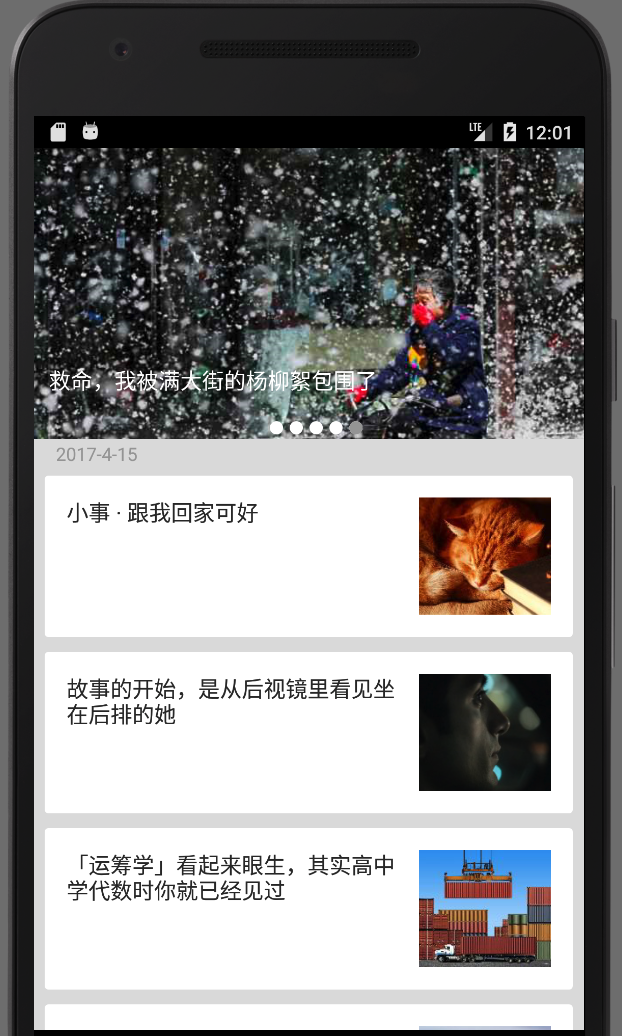 LTE
12:01
救命，我被满大街的杨柳絮包围了
2017-4-15
小事 · 跟我回家可好
故事的开始，是从后视镜里看见坐
在后排的她
「运筹学」看起来眼生，其实高中
学代数时你就已经见过